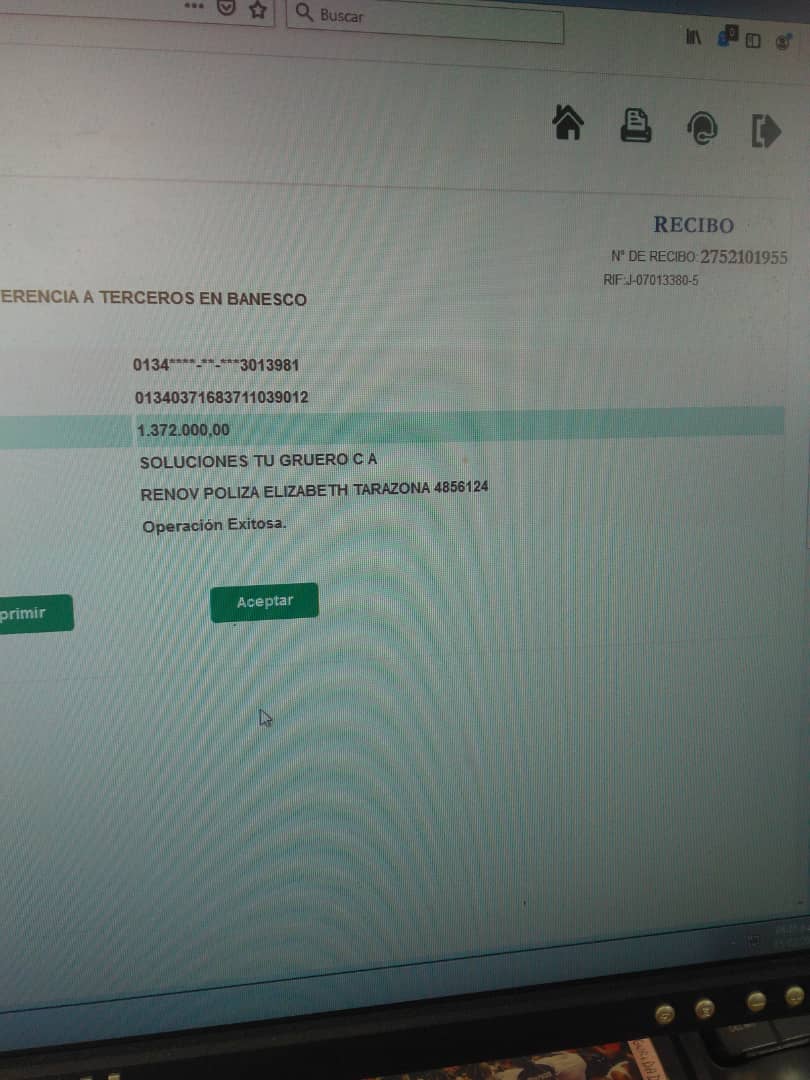 Buscar
RECIBO
N° DE RECIBO: 2752101955
RIF:J-07013380-5
ERENCIA A TERCEROS EN BANESCO
0134****-**-***3013981
01340371683711039012
1.372.000,00
SOLUCIONES TU GRUERO C A
RENOV POLIZA ELIZABETH TARAZONA 4856124
Operación Exitosa.
primir
Aceptar